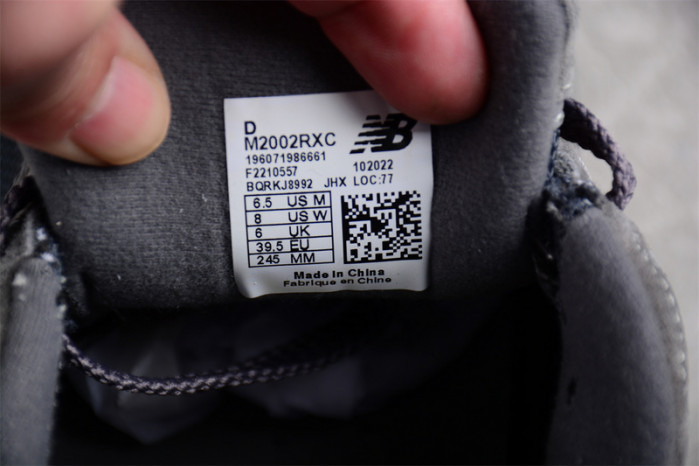 D
M2002RXC
196071986661
F2210557 102022
BQRKJ8992 JHX LOC:77
6.5 US M
8 US W
6 UK
39.5 EU
245 MM
Made in China
Fabrique en Chine